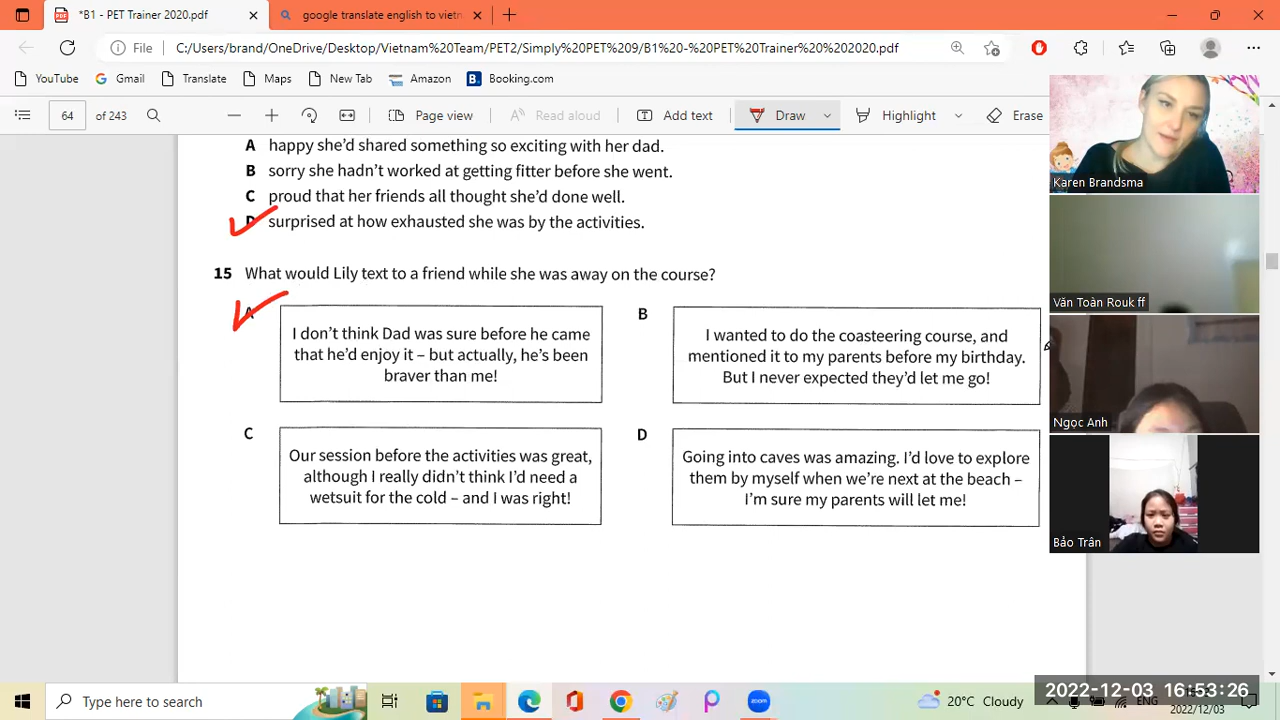 *B1 - PET Trainer 2020.pdf
google translate english to vietn
File
C:/Users/brand/OneDrive/Desktop/Vietnam%20Team/PET2/Simply%20PET%209/B1%20-%20PET%20Trainer%20%202020.pdf
YouTube
Gmail
Translate
Maps
New Tab
Amazon
Booking.com
64 of 243
Page view
Read aloud
Add text
Draw
Highlight
Erase
A happy she'd shared something so exciting with her dad.
B sorry she hadn't worked at getting fitter before she went.
C proud that her friends all thought she'd done well.
D surprised at how exhausted she was by the activities.
15 What would Lily text to a friend while she was away on the course?
A
I don't think Dad was sure before he came
that he'd enjoy it – but actually, he's been
braver than me!
B
I wanted to do the coasteering course, and
mentioned it to my parents before my birthday.
But I never expected they'd let me go!
C
Our session before the activities was great,
although I really didn't think I'd need a
wetsuit for the cold – and I was right!
D
Going into caves was amazing. I'd love to explore
them by myself when we're next at the beach –
I'm sure my parents will let me!
Karen Brandsma
Văn Toàn Rouk ff
Ngọc Anh
Bảo Trân
Type here to search
zoom
20°C Cloudy
ENG
2022-12-03 16:53:26
2022/12/03